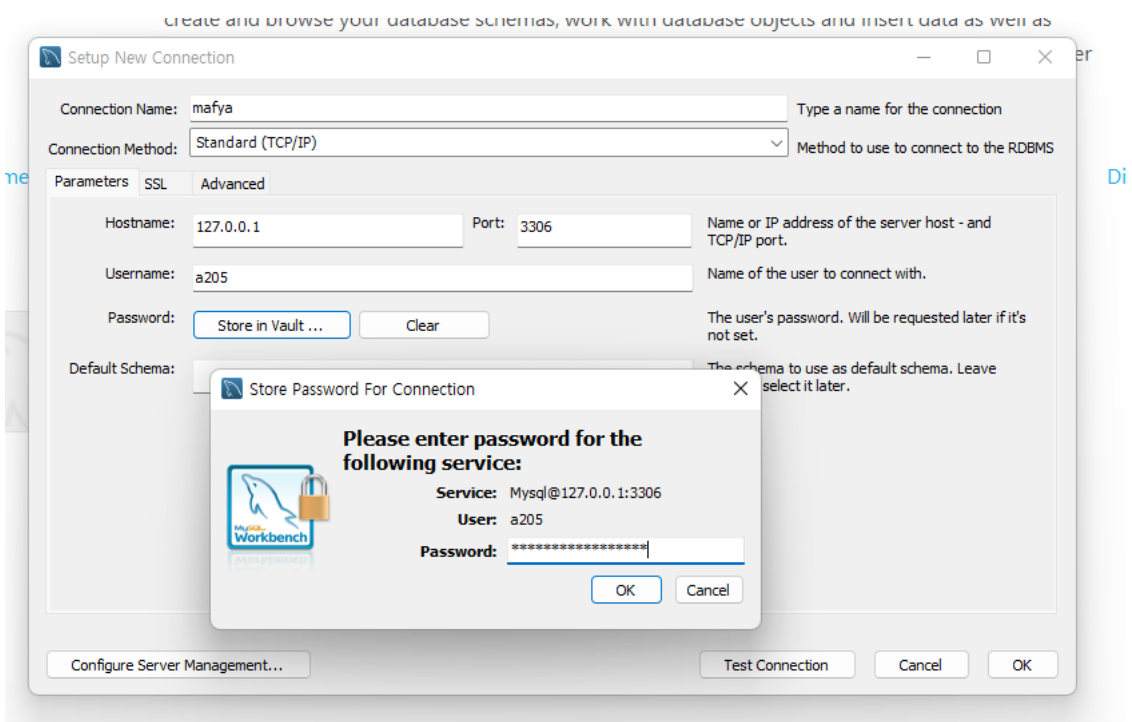 create and browse your database schemas, work with database objects and insert data as well as
er
Setup New Connection
Connection Name: mafya Type a name for the connection
Connection Method: Standard (TCP/IP) Method to use to connect to the RDBMS
me
Di
Parameters SSL Advanced
Hostname: 127.0.0.1 Port: 3306 Name or IP address of the server host - and
TCP/IP port.
Username: a205 Name of the user to connect with.
Password: Store in Vault ... Clear The user's password. Will be requested later if it's
not set.
Default Schema: The schema to use as default schema. Leave
select it later.
Store Password For Connection
Please enter password for the
following service:
Service: Mysql@127.0.0.1:3306
User: a205
Password: *****************
MySQL
Workbench
OK Cancel
Configure Server Management... Test Connection Cancel OK